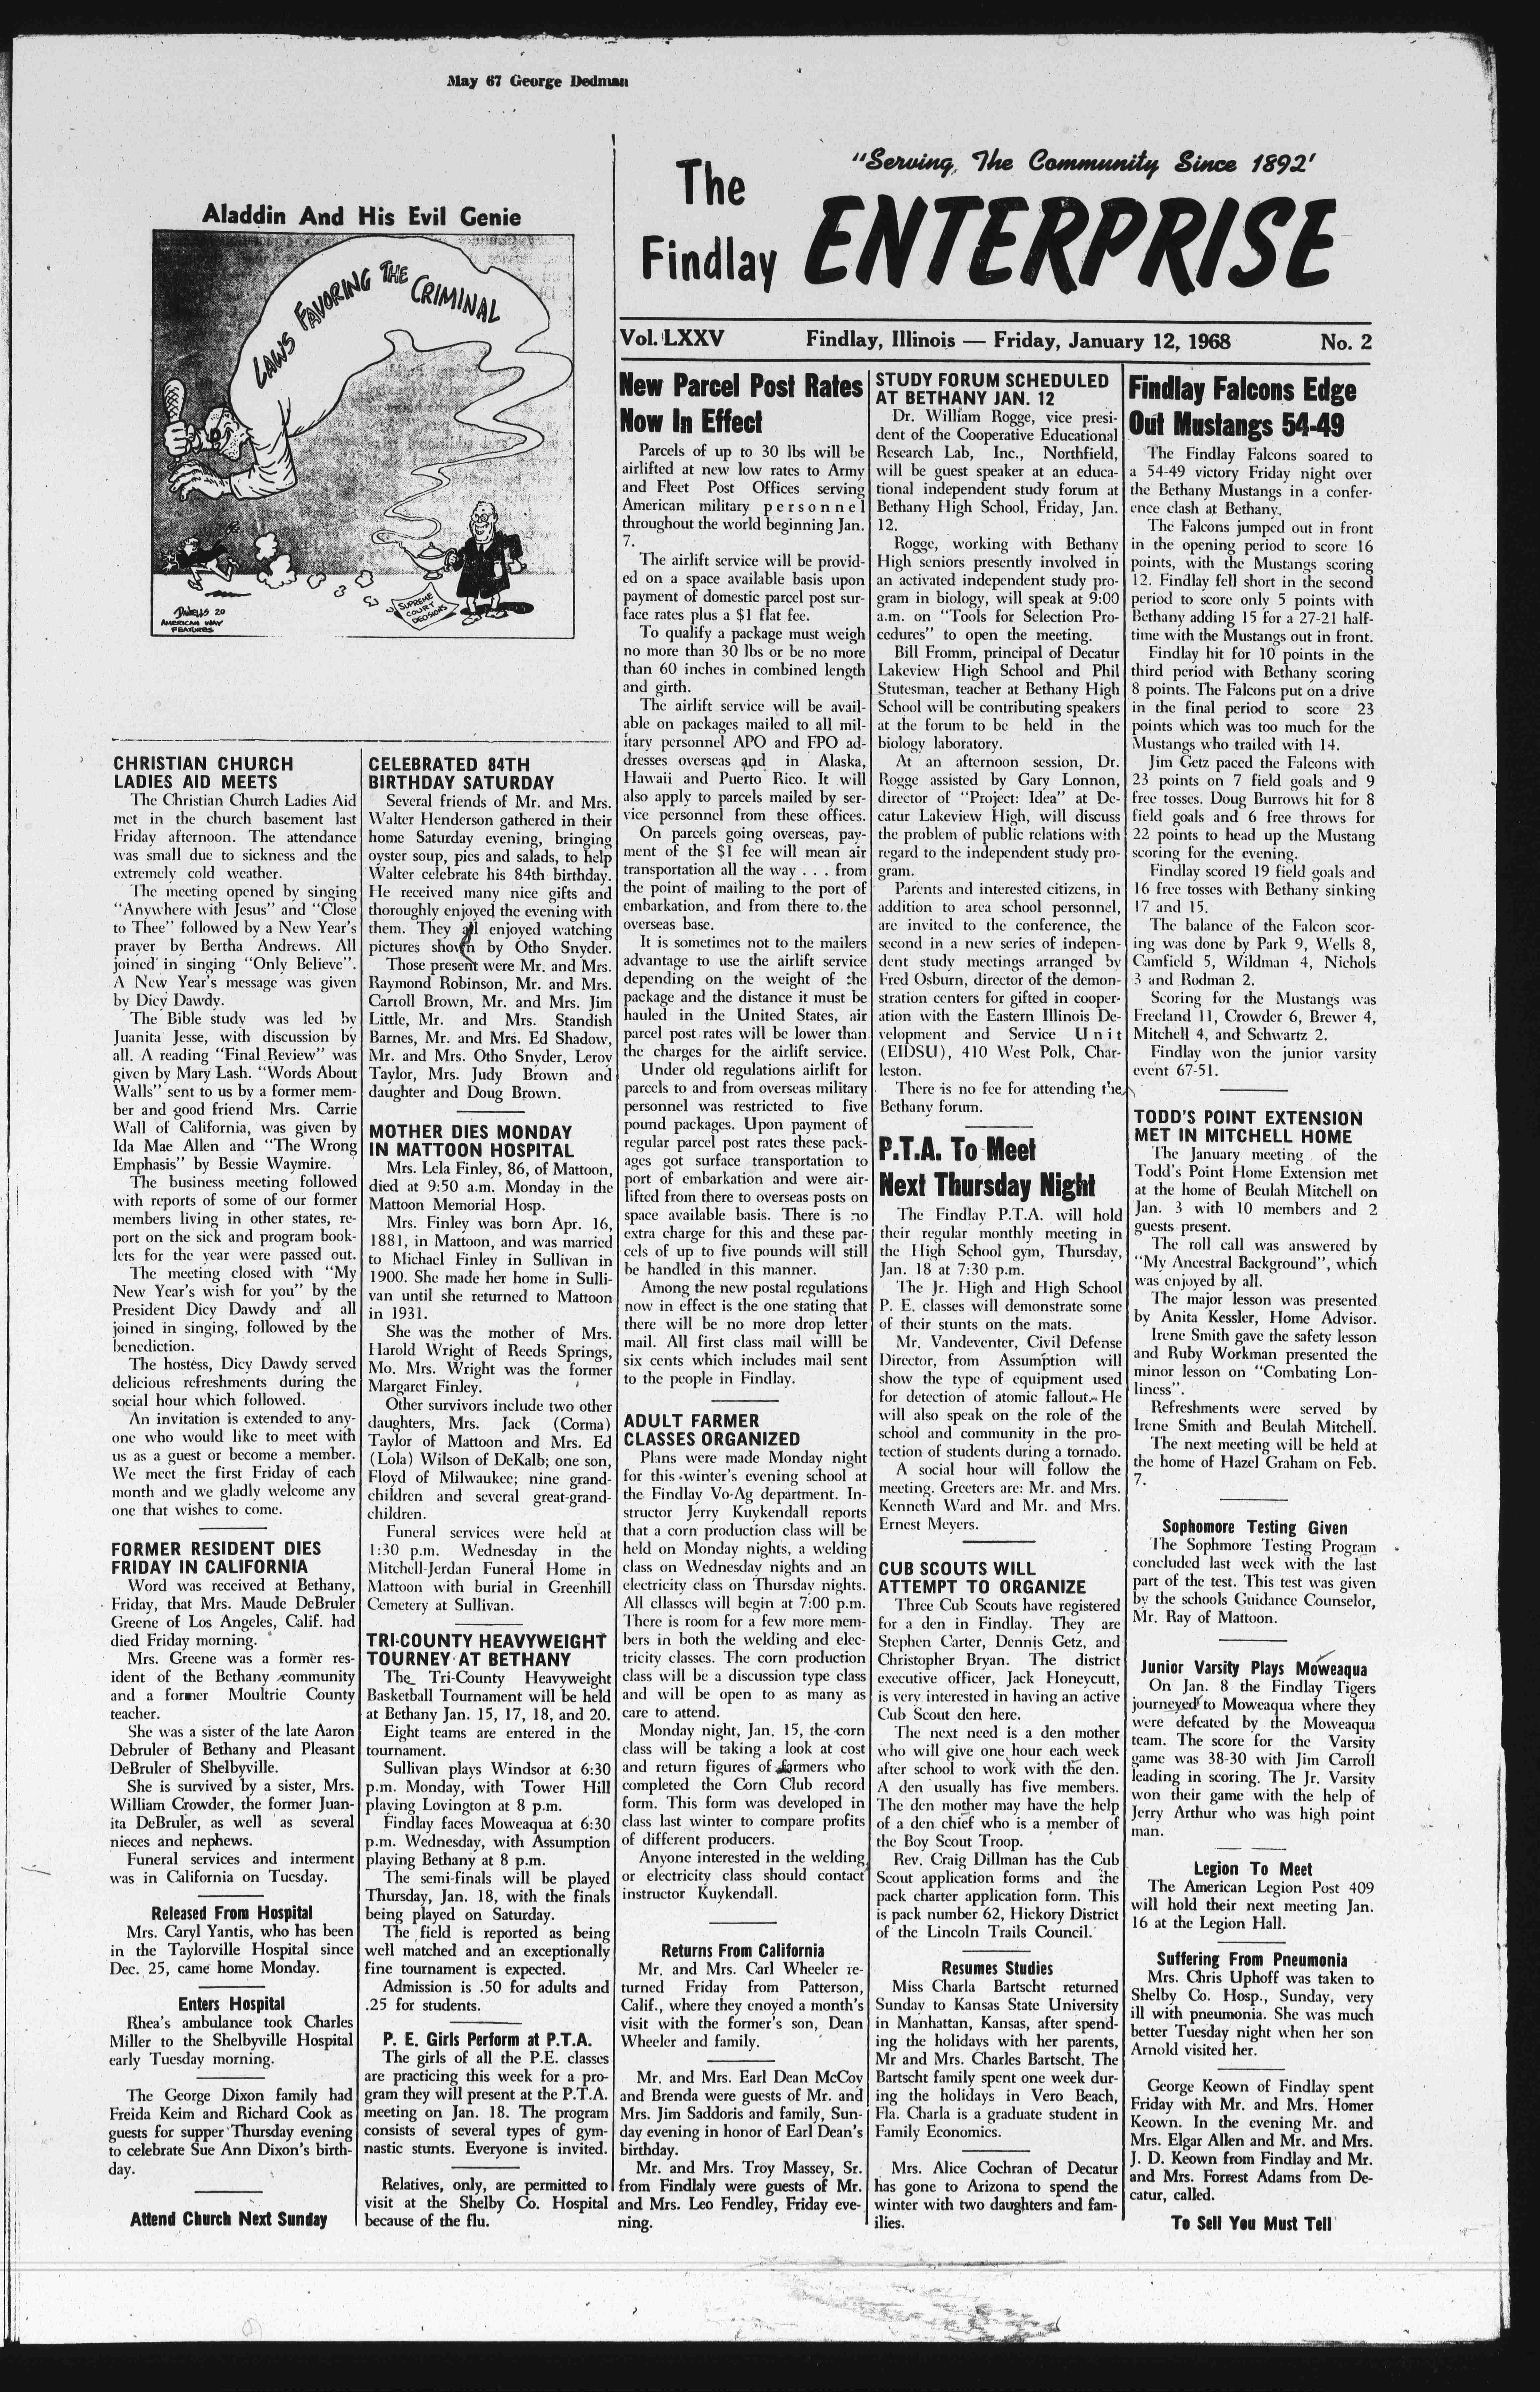 May 67 George Dedman
Aladdin And His Evil Genie
LAWS FAVORING THE CRIMINAL
SUPREME
COURT
DECISIONS
AMERICAN WAY
FEATURES
"Serving The Community Since 1892'
The
Findlay
ENTERPRISE
Vol. LXXV Findlay, Illinois — Friday, January 12, 1968 No. 2
CHRISTIAN CHURCH
LADIES AID MEETS
The Christian Church Ladies Aid
met in the church basement last
Friday afternoon. The attendance
was small due to sickness and the
extremely cold weather.
The meeting opened by singing
"Anywhere with Jesus" and "Close
to Thee" followed by a New Year's
prayer by Bertha Andrews. All
joined in singing "Only Believe".
A New Year's message was given
by Dicy Dawdy.
The Bible study was led by
Juanita Jesse, with discussion by
all. A reading "Final Review" was
given by Mary Lash. "Words About
Walls" sent to us by a former mem-
ber and good friend Mrs. Carrie
Wall of California, was given by
Ida Mae Allen and "The Wrong
Emphasis" by Bessie Waymire.
The business meeting followed
with reports of some of our former
members living in other states, re-
port on the sick and program book-
lets for the year were passed out.
The meeting closed with "My
New Year's wish for you" by the
President Dicy Dawdy and all
joined in singing, followed by the
benediction.
The hostess, Dicy Dawdy served
delicious refreshments during the
social hour which followed.
An invitation is extended to any-
one who would like to meet with
us as a guest or become a member.
We meet the first Friday of each
month and we gladly welcome any
one that wishes to come.
FORMER RESIDENT DIES
FRIDAY IN CALIFORNIA
Word was received at Bethany,
Friday, that Mrs. Maude DeBruler
Greene of Los Angeles, Calif. had
died Friday morning.
Mrs. Greene was a former res-
ident of the Bethany community
and a former Moultrie County
teacher.
She was a sister of the late Aaron
Debruler of Bethany and Pleasant
DeBruler of Shelbyville.
She is survived by a sister, Mrs.
William Crowder, the former Juan-
ita DeBruler, as well as several
nieces and nephews.
Funeral services and interment
was in California on Tuesday.
Released From Hospital
Mrs. Caryl Yantis, who has been
in the Taylorville Hospital since
Dec. 25, came home Monday.
Enters Hospital
Rhea's ambulance took Charles
Miller to the Shelbyville Hospital
early Tuesday morning.
The George Dixon family had
Freida Keim and Richard Cook as
guests for supper Thursday evening
to celebrate Sue Ann Dixon's birth-
day.
Attend Church Next Sunday
CELEBRATED 84TH
BIRTHDAY SATURDAY
Several friends of Mr. and Mrs.
Walter Henderson gathered in their
home Saturday evening, bringing
oyster soup, pies and salads, to help
Walter celebrate his 84th birthday.
He received many nice gifts and
thoroughly enjoyed the evening with
them. They all enjoyed watching
pictures shown by Otho Snyder.
Those present were Mr. and Mrs.
Raymond Robinson, Mr. and Mrs.
Carroll Brown, Mr. and Mrs. Jim
Little, Mr. and Mrs. Standish
Barnes, Mr. and Mrs. Ed Shadow,
Mr. and Mrs. Otho Snyder, Leroy
Taylor, Mrs. Judy Brown and
daughter and Doug Brown.
MOTHER DIES MONDAY
IN MATTOON HOSPITAL
Mrs. Lela Finley, 86, of Mattoon,
died at 9:50 a.m. Monday in the
Mattoon Memorial Hosp.
Mrs. Finley was born Apr. 16,
1881, in Mattoon, and was married
to Michael Finley in Sullivan in
1900. She made her home in Sulli-
van until she returned to Mattoon
in 1931.
She was the mother of Mrs.
Harold Wright of Reeds Springs,
Mo. Mrs. Wright was the former
Margaret Finley.
Other survivors include two other
daughters, Mrs. Jack (Corma)
Taylor of Mattoon and Mrs. Ed
(Lola) Wilson of DeKalb; one son,
Floyd of Milwaukee; nine grand-
children and several great-grand-
children.
Funeral services were held at
1:30 p.m. Wednesday in the
Mitchell-Jerdan Funeral Home in
Mattoon with burial in Greenhill
Cemetery at Sullivan.
TRI-COUNTY HEAVYWEIGHT
TOURNEY AT BETHANY
The Tri-County Heavyweight
Basketball Tournament will be held
at Bethany Jan. 15, 17, 18, and 20.
Eight teams are entered in the
tournament.
Sullivan plays Windsor at 6:30
p.m. Monday, with Tower Hill
playing Lovington at 8 p.m.
Findlay faces Moweaqua at 6:30
p.m. Wednesday, with Assumption
playing Bethany at 8 p.m.
The semi-finals will be played
Thursday, Jan. 18, with the finals
being played on Saturday.
The field is reported as being
well matched and an exceptionally
fine tournament is expected.
Admission is .50 for adults and
.25 for students.
P. E. Girls Perform at P.T.A.
The girls of all the P.E. classes
are practicing this week for a pro-
gram they will present at the P.T.A.
meeting on Jan. 18. The program
consists of several types of gym-
nastic stunts. Everyone is invited.
Relatives, only, are permitted to
visit at the Shelby Co. Hospital
because of the flu.
New Parcel Post Rates
Now In Effect
Parcels of up to 30 lbs will be
airlifted at new low rates to Army
and Fleet Post Offices serving
American military personnel
throughout the world beginning Jan.
7.
The airlift service will be provid-
ed on a space available basis upon
payment of domestic parcel post sur-
face rates plus a $1 flat fee.
To qualify a package must weigh
no more than 30 lbs or be no more
than 60 inches in combined length
and girth.
The airlift service will be avail-
able on packages mailed to all mil-
itary personnel APO and FPO ad-
dresses overseas and in Alaska,
Hawaii and Puerto Rico. It will
also apply to parcels mailed by ser-
vice personnel from these offices.
On parcels going overseas, pay-
ment of the $1 fee will mean air
transportation all the way . . . from
the point of mailing to the port of
embarkation, and from there to the
overseas base.
It is sometimes not to the mailers
advantage to use the airlift service
depending on the weight of the
package and the distance it must be
hauled in the United States, air
parcel post rates will be lower than
the charges for the airlift service.
Under old regulations airlift for
parcels to and from overseas military
personnel was restricted to five
pound packages. Upon payment of
regular parcel post rates these pack-
ages got surface transportation to
port of embarkation and were air-
lifted from there to overseas posts on
space available basis. There is no
extra charge for this and these par-
cels of up to five pounds will still
be handled in this manner.
Among the new postal regulations
now in effect is the one stating that
there will be no more drop letter
mail. All first class mail willl be
six cents which includes mail sent
to the people in Findlay.
ADULT FARMER
CLASSES ORGANIZED
Plans were made Monday night
for this winter's evening school at
the Findlay Vo-Ag department. In-
structor Jerry Kuykendall reports
that a corn production class will be
held on Monday nights, a welding
class on Wednesday nights and an
electricity class on Thursday nights.
All cllasses will begin at 7:00 p.m.
There is room for a few more mem-
bers in both the welding and elec-
tricity classes. The corn production
class will be a discussion type class
and will be open to as many as
care to attend.
Monday night, Jan. 15, the corn
class will be taking a look at cost
and return figures of farmers who
completed the Corn Club record
form. This form was developed in
class last winter to compare profits
of different producers.
Anyone interested in the welding
or electricity class should contact
instructor Kuykendall.
Returns From California
Mr. and Mrs. Carl Wheeler re-
turned Friday from Patterson,
Calif., where they enoyed a month's
visit with the former's son, Dean
Wheeler and family.
Mr. and Mrs. Earl Dean McCoy
and Brenda were guests of Mr. and
Mrs. Jim Saddoris and family, Sun-
day evening in honor of Earl Dean's
birthday.
Mr. and Mrs. Troy Massey, Sr.
from Findlaly were guests of Mr.
and Mrs. Leo Fendley, Friday eve-
ning.
STUDY FORUM SCHEDULED
AT BETHANY JAN. 12
Dr. William Rogge, vice presi-
dent of the Cooperative Educational
Research Lab, Inc., Northfield,
will be guest speaker at an educa-
tional independent study forum at
Bethany High School, Friday, Jan.
12.
Rogge, working with Bethany
High seniors presently involved in
an activated independent study pro-
gram in biology, will speak at 9:00
a.m. on "Tools for Selection Pro-
cedures" to open the meeting.
Bill Fromm, principal of Decatur
Lakeview High School and Phil
Stutesman, teacher at Bethany High
School will be contributing speakers
at the forum to be held in the
biology laboratory.
At an afternoon session, Dr.
Rogge assisted by Gary Lonnon,
director of "Project: Idea" at De-
catur Lakeview High, will discuss
the problem of public relations with
regard to the independent study pro-
gram.
Parents and interested citizens, in
addition to area school personnel,
are invited to the conference, the
second in a new series of indepen-
dent study meetings arranged by
Fred Osburn, director of the demon-
stration centers for gifted in cooper-
ation with the Eastern Illinois De-
velopment and Service Unit
(EIDSU), 410 West Polk, Char-
leston.
There is no fee for attending the
Bethany forum.
P.T.A. To Meet
Next Thursday Night
The Findlay P.T.A. will hold
their regular monthly meeting in
the High School gym, Thursday,
Jan. 18 at 7:30 p.m.
The Jr. High and High School
P. E. classes will demonstrate some
of their stunts on the mats.
Mr. Vandeventer, Civil Defense
Director, from Assumption will
show the type of equipment used
for detection of atomic fallout. He
will also speak on the role of the
school and community in the pro-
tection of students during a tornado.
A social hour will follow the
meeting. Greeters are: Mr. and Mrs.
Kenneth Ward and Mr. and Mrs.
Ernest Meyers.
CUB SCOUTS WILL
ATTEMPT TO ORGANIZE
Three Cub Scouts have registered
for a den in Findlay. They are
Stephen Carter, Dennis Getz, and
Christopher Bryan. The district
executive officer, Jack Honeycutt,
is very interested in having an active
Cub Scout den here.
The next need is a den mother
who will give one hour each week
after school to work with the den.
A den usually has five members.
The den mother may have the help
of a den chief who is a member of
the Boy Scout Troop.
Rev. Craig Dillman has the Cub
Scout application forms and the
pack charter application form. This
is pack number 62, Hickory District
of the Lincoln Trails Council.
Resumes Studies
Miss Charla Bartscht returned
Sunday to Kansas State University
in Manhattan, Kansas, after spend-
ing the holidays with her parents,
Mr and Mrs. Charles Bartscht. The
Bartscht family spent one week dur-
ing the holidays in Vero Beach,
Fla. Charla is a graduate student in
Family Economics.
Mrs. Alice Cochran of Decatur
has gone to Arizona to spend the
winter with two daughters and fam-
ilies.
Findlay Falcons Edge
Out Mustangs 54-49
The Findlay Falcons soared to
a 54-49 victory Friday night over
the Bethany Mustangs in a confer-
ence clash at Bethany.
The Falcons jumped out in front
in the opening period to score 16
points, with the Mustangs scoring
12. Findlay fell short in the second
period to score only 5 points with
Bethany adding 15 for a 27-21 half-
time with the Mustangs out in front.
Findlay hit for 10 points in the
third period with Bethany scoring
8 points. The Falcons put on a drive
in the final period to score 23
points which was too much for the
Mustangs who trailed with 14.
Jim Getz paced the Falcons with
23 points on 7 field goals and 9
free tosses. Doug Burrows hit for 8
field goals and 6 free throws for
22 points to head up the Mustang
scoring for the evening.
Findlay scored 19 field goals and
16 free tosses with Bethany sinking
17 and 15.
The balance of the Falcon scor-
ing was done by Park 9, Wells 8,
Camfield 5, Wildman 4, Nichols
3 and Rodman 2.
Scoring for the Mustangs was
Freeland 11, Crowder 6, Brewer 4,
Mitchell 4, and Schwartz 2.
Findlay won the junior varsity
event 67-51.
TODD'S POINT EXTENSION
MET IN MITCHELL HOME
The January meeting of the
Todd's Point Home Extension met
at the home of Beulah Mitchell on
Jan. 3 with 10 members and 2
guests present.
The roll call was answered by
"My Ancestral Background", which
was enjoyed by all.
The major lesson was presented
by Anita Kessler, Home Advisor.
Irene Smith gave the safety lesson
and Ruby Workman presented the
minor lesson on "Combating Lon-
liness".
Refreshments were served by
Irene Smith and Beulah Mitchell.
The next meeting will be held at
the home of Hazel Graham on Feb.
7.
Sophomore Testing Given
The Sophmore Testing Program
concluded last week with the last
part of the test. This test was given
by the schools Guidance Counselor,
Mr. Ray of Mattoon.
Junior Varsity Plays Moweaqua
On Jan. 8 the Findlay Tigers
journeyed to Moweaqua where they
were defeated by the Moweaqua
team. The score for the Varsity
game was 38-30 with Jim Carroll
leading in scoring. The Jr. Varsity
won their game with the help of
Jerry Arthur who was high point
man.
Legion To Meet
The American Legion Post 409
will hold their next meeting Jan.
16 at the Legion Hall.
Suffering From Pneumonia
Mrs. Chris Uphoff was taken to
Shelby Co. Hosp., Sunday, very
ill with pneumonia. She was much
better Tuesday night when her son
Arnold visited her.
George Keown of Findlay spent
Friday with Mr. and Mrs. Homer
Keown. In the evening Mr. and
Mrs. Elgar Allen and Mr. and Mrs.
J. D. Keown from Findlay and Mr.
and Mrs. Forrest Adams from De-
catur, called.
To Sell You Must Tell